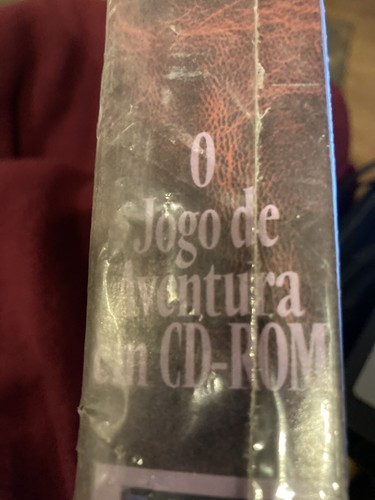 O
Jogo de
Aventura
em CD-ROM